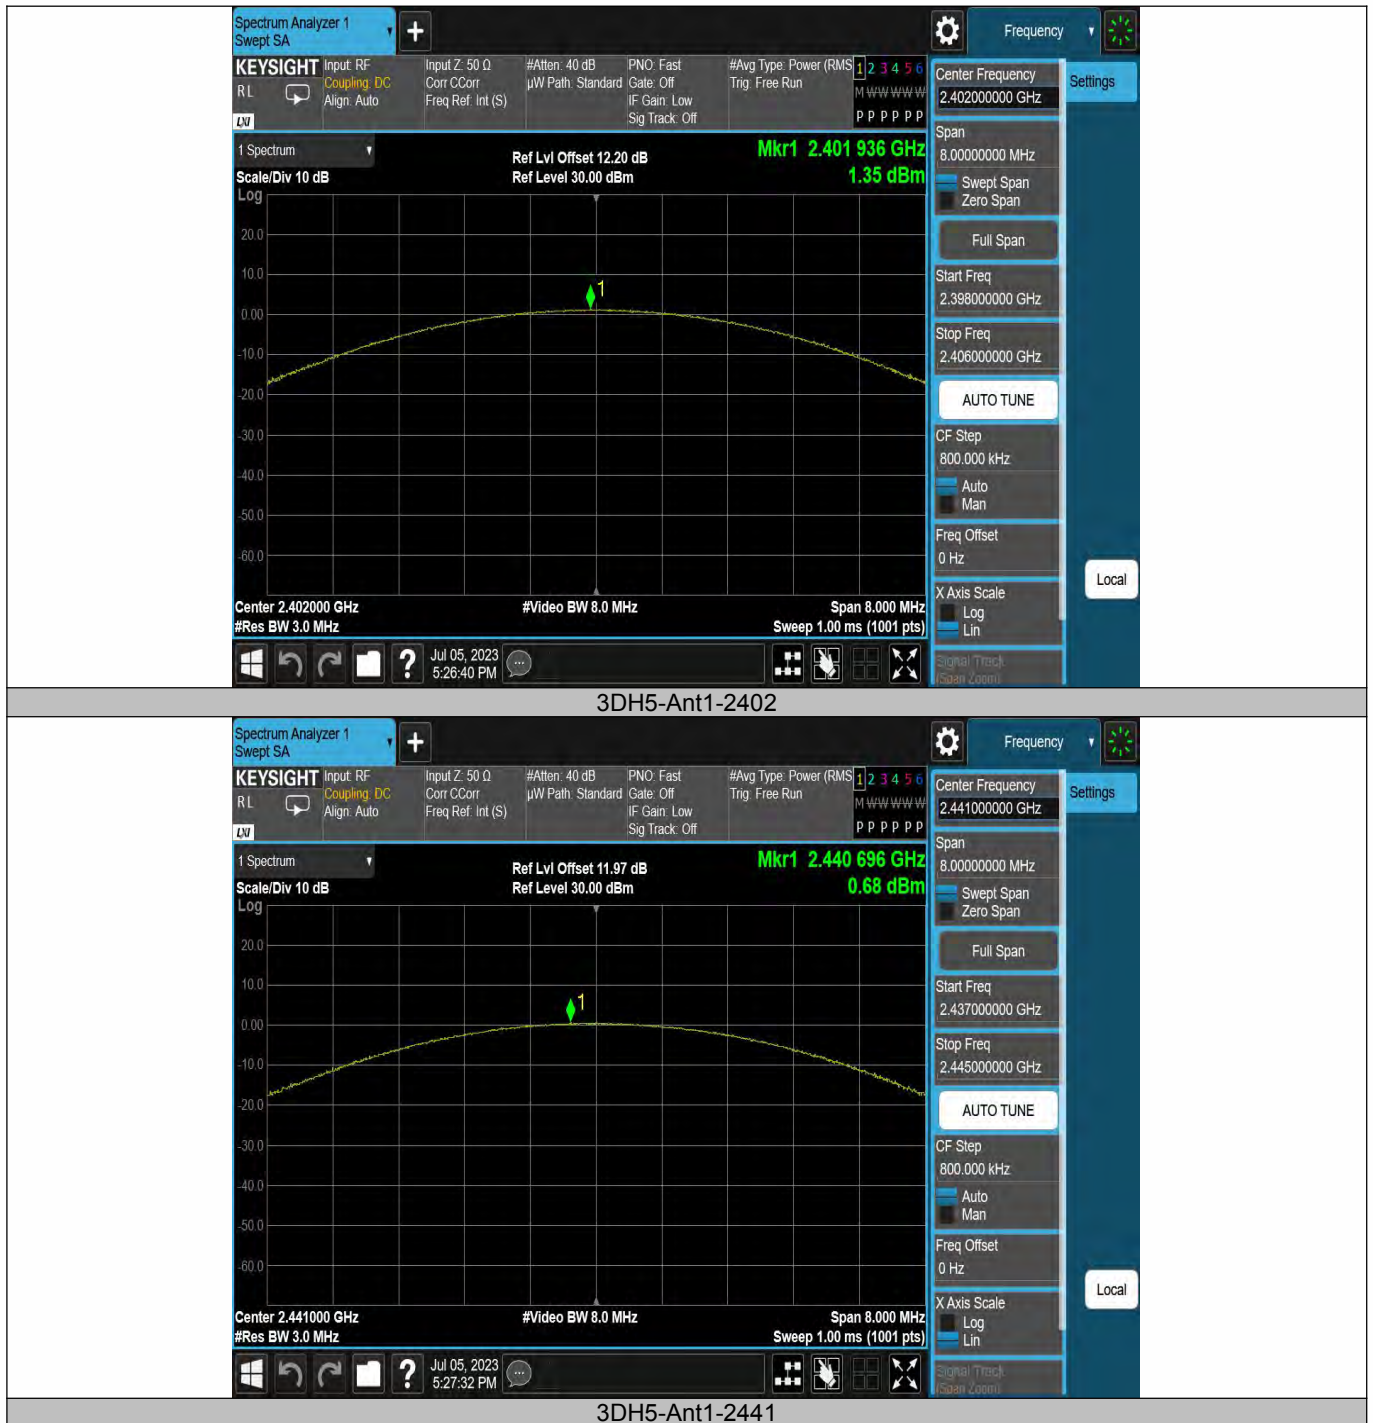 Spectrum Analyzer 1
Swept SA
+
Frequency
KEYSIGHT
RL
LXI
Input: RF
Coupling: DC
Align: Auto
Input Z: 50 Ω
Corr CCorr
Freq Ref: Int (S)
#Atten: 40 dB
µW Path: Standard
PNO: Fast
Gate: Off
IF Gain: Low
Sig Track: Off
#Avg Type: Power (RMS
Trig: Free Run
1 2 3 4 5 6
M W W W W W
P P P P P P
Center Frequency
2.402000000 GHz
Settings
1 Spectrum
Scale/Div 10 dB
Ref Lvl Offset 12.20 dB
Ref Level 30.00 dBm
Mkr1 2.401 936 GHz
1.35 dBm
Span
8.00000000 MHz
Swept Span
Zero Span
Full Span
Start Freq
2.398000000 GHz
Stop Freq
2.406000000 GHz
AUTO TUNE
CF Step
800.000 kHz
Auto
Man
Freq Offset
0 Hz
X Axis Scale
Log
Lin
Signal Track
(Span Zoom)
Local
Log
20.0
10.0
0.00
-10.0
-20.0
-30.0
-40.0
-50.0
-60.0
1
Center 2.402000 GHz
#Res BW 3.0 MHz
#Video BW 8.0 MHz
Span 8.000 MHz
Sweep 1.00 ms (1001 pts)
?
Jul 05, 2023
5:26:40 PM
3DH5-Ant1-2402
Spectrum Analyzer 1
Swept SA
+
Frequency
KEYSIGHT
RL
LXI
Input: RF
Coupling: DC
Align: Auto
Input Z: 50 Ω
Corr CCorr
Freq Ref: Int (S)
#Atten: 40 dB
µW Path: Standard
PNO: Fast
Gate: Off
IF Gain: Low
Sig Track: Off
#Avg Type: Power (RMS
Trig: Free Run
1 2 3 4 5 6
M W W W W W
P P P P P P
Center Frequency
2.441000000 GHz
Settings
1 Spectrum
Scale/Div 10 dB
Ref Lvl Offset 11.97 dB
Ref Level 30.00 dBm
Mkr1 2.440 696 GHz
0.68 dBm
Span
8.00000000 MHz
Swept Span
Zero Span
Full Span
Start Freq
2.437000000 GHz
Stop Freq
2.445000000 GHz
AUTO TUNE
CF Step
800.000 kHz
Auto
Man
Freq Offset
0 Hz
X Axis Scale
Log
Lin
Signal Track
(Span Zoom)
Local
Log
20.0
10.0
0.00
-10.0
-20.0
-30.0
-40.0
-50.0
-60.0
1
Center 2.441000 GHz
#Res BW 3.0 MHz
#Video BW 8.0 MHz
Span 8.000 MHz
Sweep 1.00 ms (1001 pts)
?
Jul 05, 2023
5:27:32 PM
3DH5-Ant1-2441